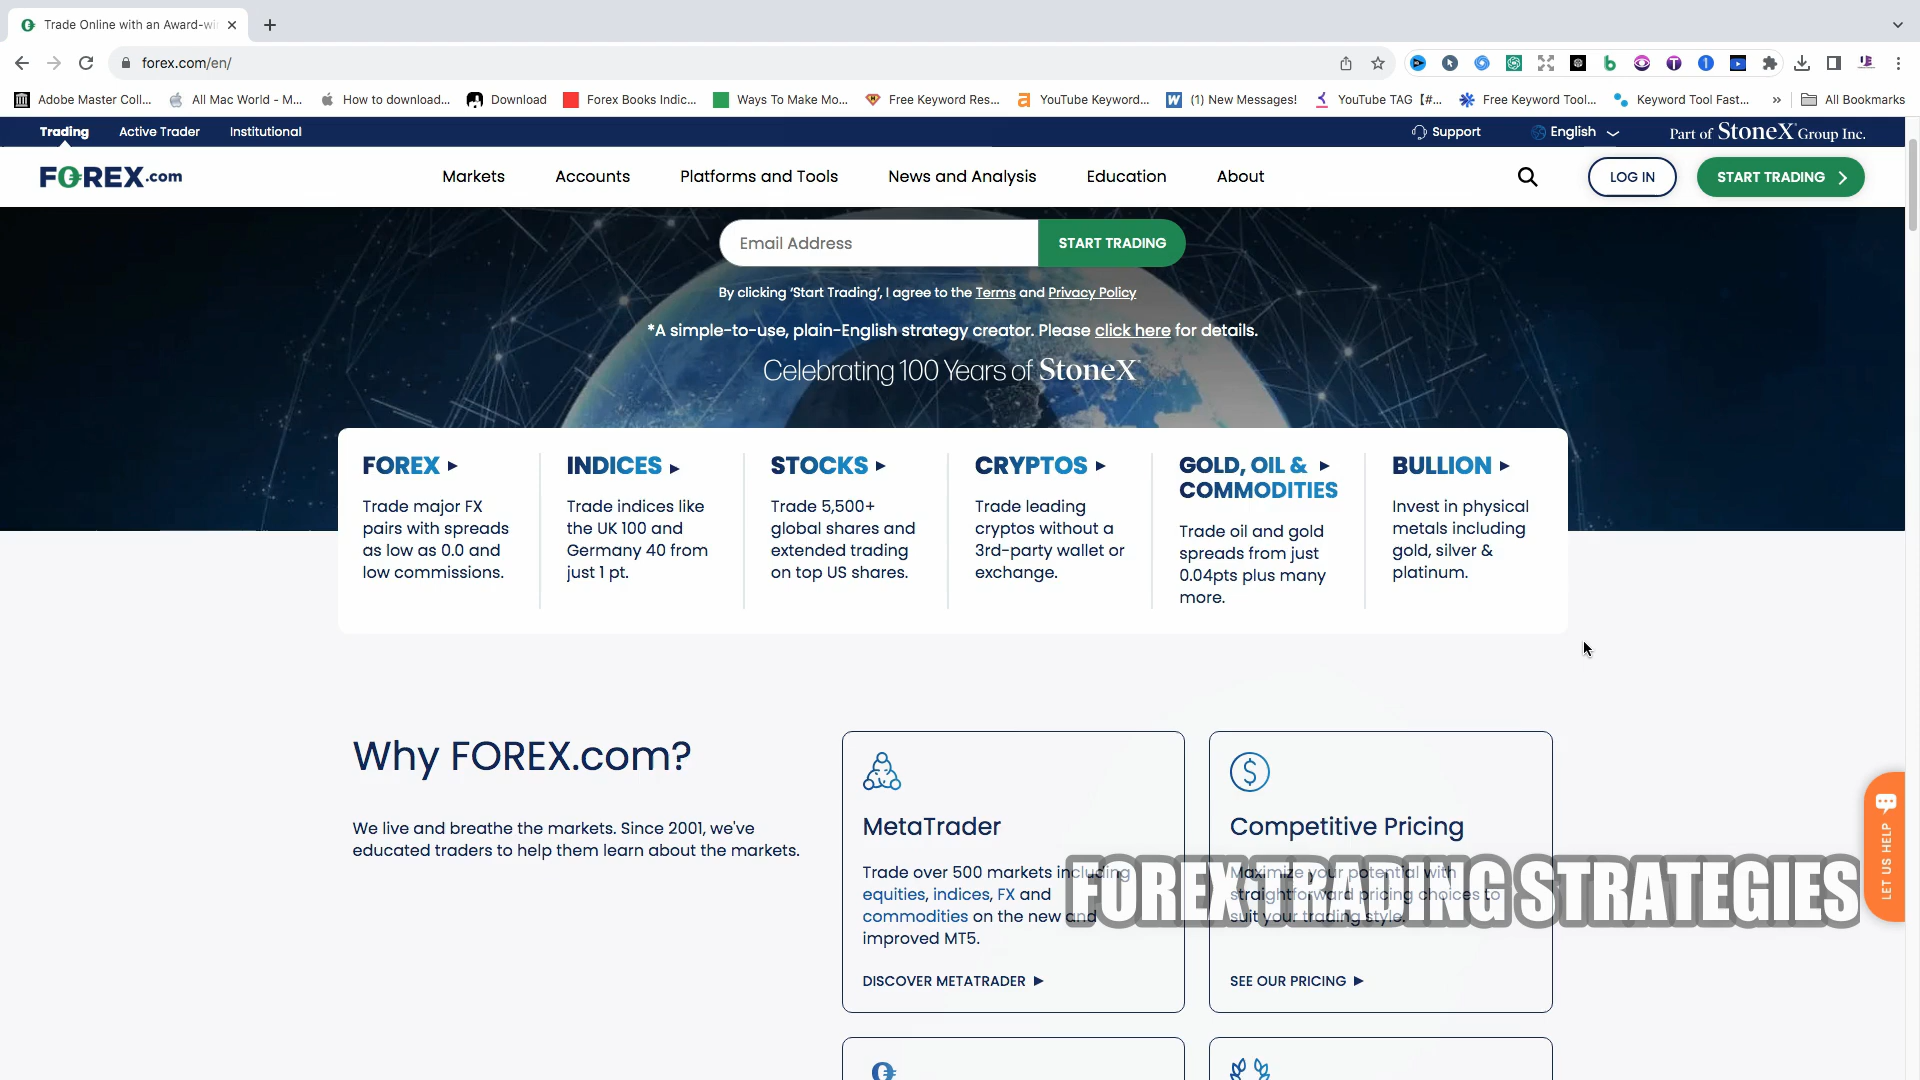 Trade Online with an Award-wi
forex.com/en/
Adobe Master Coll...
All Mac World - M...
How to download...
Download
Forex Books Indic...
Ways To Make Mo...
Free Keyword Res...
YouTube Keyword...
(1) New Messages!
YouTube TAG【#...
Free Keyword Tool...
Keyword Tool Fast...
»
All Bookmarks
Trading
Active Trader
Institutional
Support
English
Part of StoneX Group Inc.
FOREX.com
Markets
Accounts
Platforms and Tools
News and Analysis
Education
About
LOG IN
START TRADING
Email Address
START TRADING
By clicking ‘Start Trading’, I agree to the Terms and Privacy Policy
*A simple-to-use, plain-English strategy creator. Please click here for details.
Celebrating 100 Years of StoneX
FOREX
Trade major FX
pairs with spreads
as low as 0.0 and
low commissions.
INDICES
Trade indices like
the UK 100 and
Germany 40 from
just 1 pt.
STOCKS
Trade 5,500+
global shares and
extended trading
on top US shares.
CRYPTOS
Trade leading
cryptos without a
3rd-party wallet or
exchange.
GOLD, OIL &
COMMODITIES
Trade oil and gold
spreads from just
0.04pts plus many
more.
BULLION
Invest in physical
metals including
gold, silver &
platinum.
Why FOREX.com?
We live and breathe the markets. Since 2001, we've
educated traders to help them learn about the markets.
MetaTrader
Trade over 500 markets including
equities, indices, FX and
commodities on the new and
improved MT5.
DISCOVER METATRADER
Competitive Pricing
Maximize your potential with
straightforward pricing choices to
suit your trading style.
SEE OUR PRICING
FOREX TRADING STRATEGIES
LET US HELP